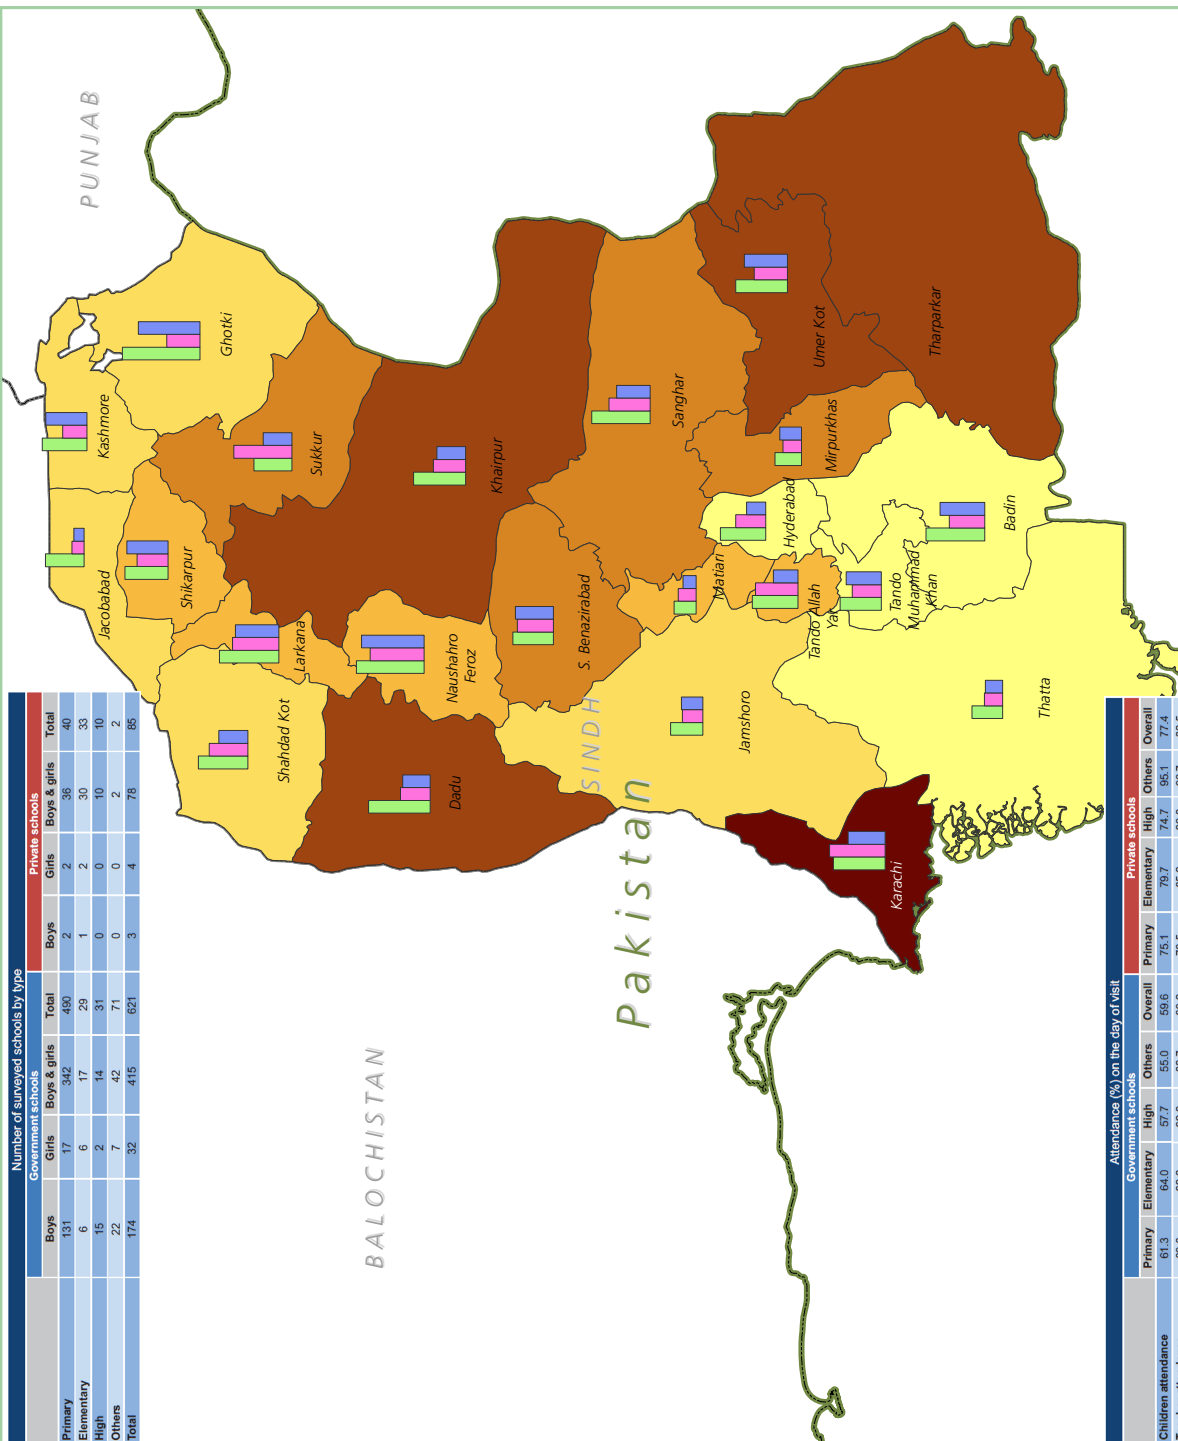 Number of surveyed schools by type
Government schools Private schools
Boys Girls Boys & girls Total Boys Girls Boys & girls Total
Primary 131 17 342 490 2 2 36 40
Elementary 6 6 17 29 1 2 30 33
High 15 2 14 31 0 0 10 10
Others 22 7 42 71 0 0 2 2
Total 174 32 415 621 3 4 78 85
PUNJAB
BALOCHISTAN
Pakistan
SINDH
Kashmore
Ghotki
Jacobabad
Shikarpur
Sukkur
Larkana
Shahdad Kot
Khairpur
Naushahro
Feroz
Dadu
S. Benazirabad
Sanghar
Matiari
Jamshoro
Hyderabad
Mirpurkhas
Umer Kot
Tharparkar
Tando Allah
Yar
Tando
Muhammad
Khan
Badin
Thatta
Karachi
Attendance (%) on the day of visit
Government schools Private schools
Primary Elementary High Others Overall Primary Elementary High Others Overall
Children attendance 61.3 64.0 57.7 55.0 59.6 75.1 79.7 74.7 95.1 77.4